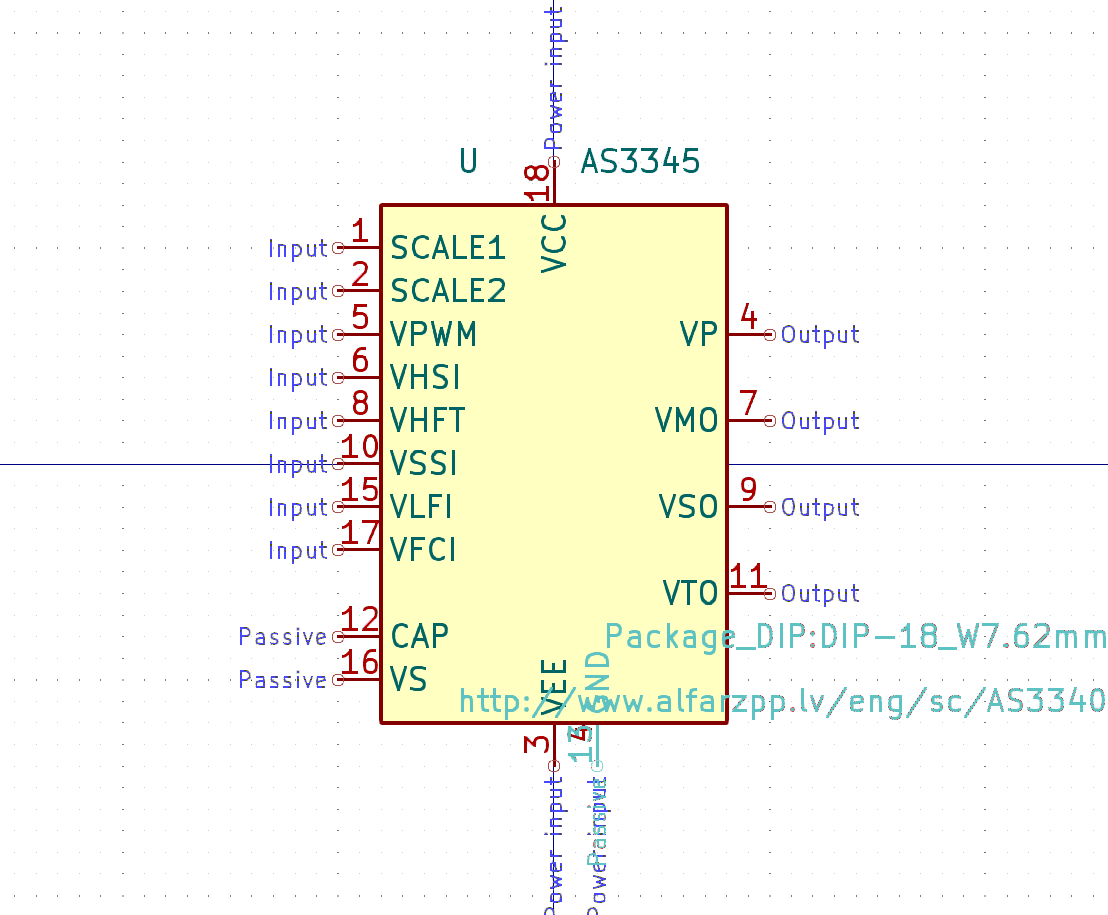 Power input
U AS3345
18
VCC
Input 1 SCALE1
Input 2 SCALE2
Input 5 VPWM
VP 4 Output
Input 6 VHSI
Input 8 VHFT
VMO 7 Output
Input 10 VSSI
Input 15 VLFI
VSO 9 Output
Input 17 VFCI
VTO 11 Output
Passive 12 CAP
Package_DIP:DIP-18_W7.62mm
Passive 16 VS
VEE GND
http://www.alfarzpp.lv/eng/sc/AS3340
3 13
Power input
Power input
Passive